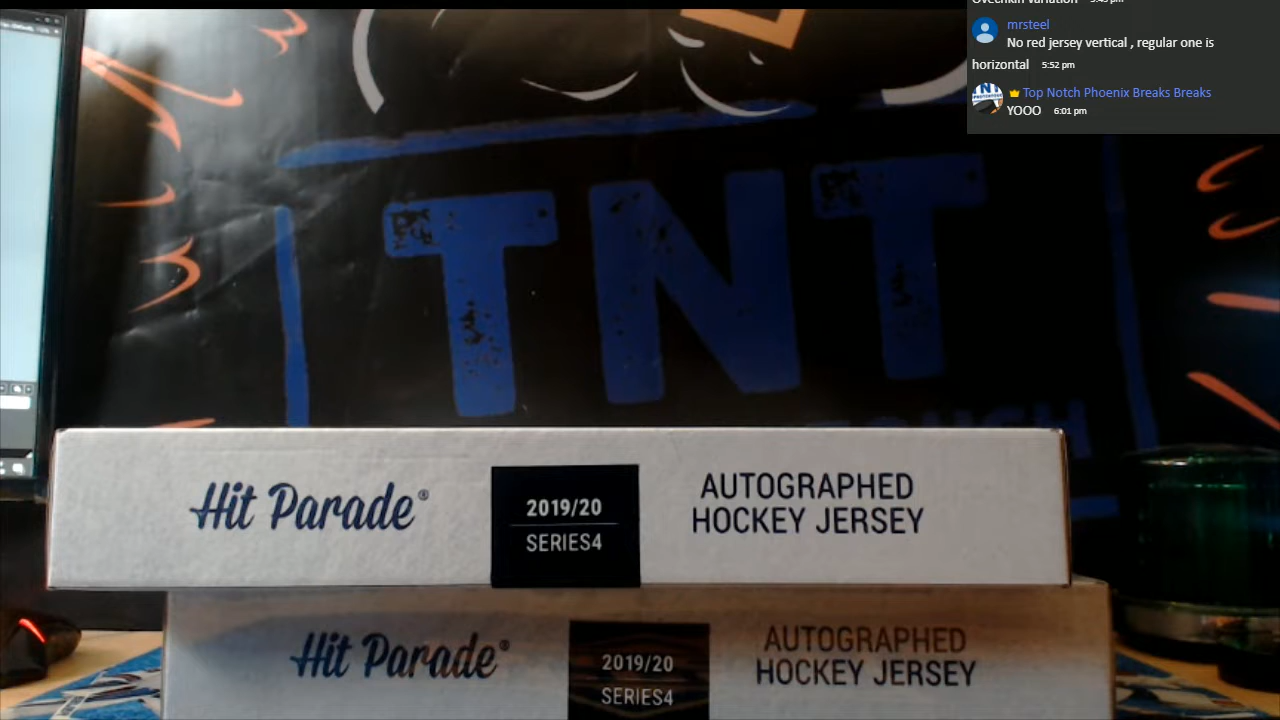 mrsteel
No red jersey vertical , regular one is
horizontal 5:52 pm
Top Notch Phoenix Breaks Breaks
YOOO 6:01 pm
TNT
Hit Parade®
2019/20
SERIES4
AUTOGRAPHED
HOCKEY JERSEY
Hit Parade®
2019/20
SERIES4
AUTOGRAPHED
HOCKEY JERSEY